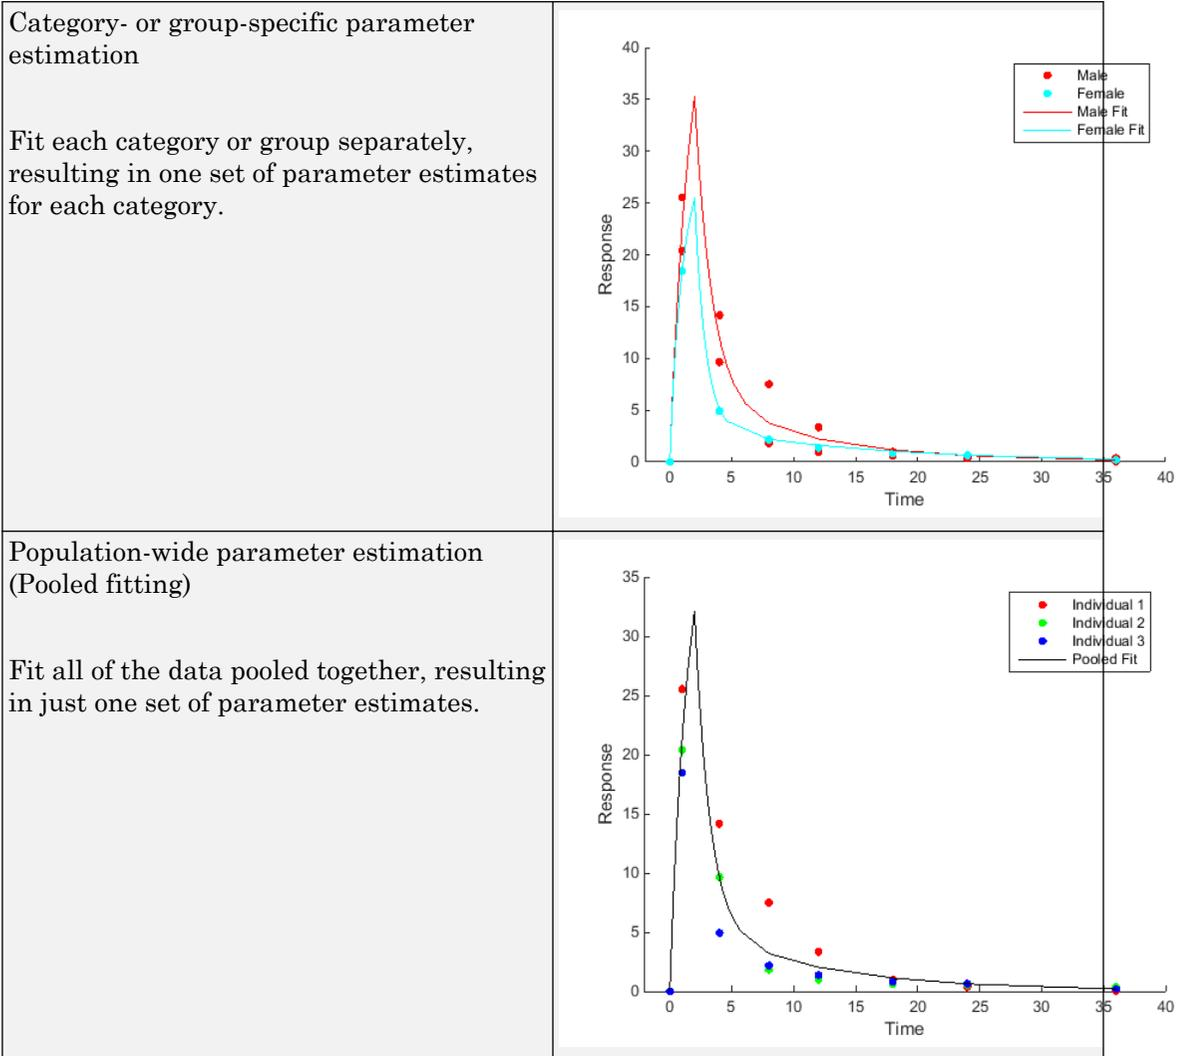 Category- or group-specific parameter
estimation
Fit each category or group separately,
resulting in one set of parameter estimates
for each category.
40
35
30
25
20
15
10
5
0
Response
Male
Female
Male Fit
Female Fit
0 5 10 15 20 25 30 35 40
Time
Population-wide parameter estimation
(Pooled fitting)
Fit all of the data pooled together, resulting
in just one set of parameter estimates.
35
30
25
20
15
10
5
0
Response
Individual 1
Individual 2
Individual 3
Pooled Fit
0 5 10 15 20 25 30 35 40
Time